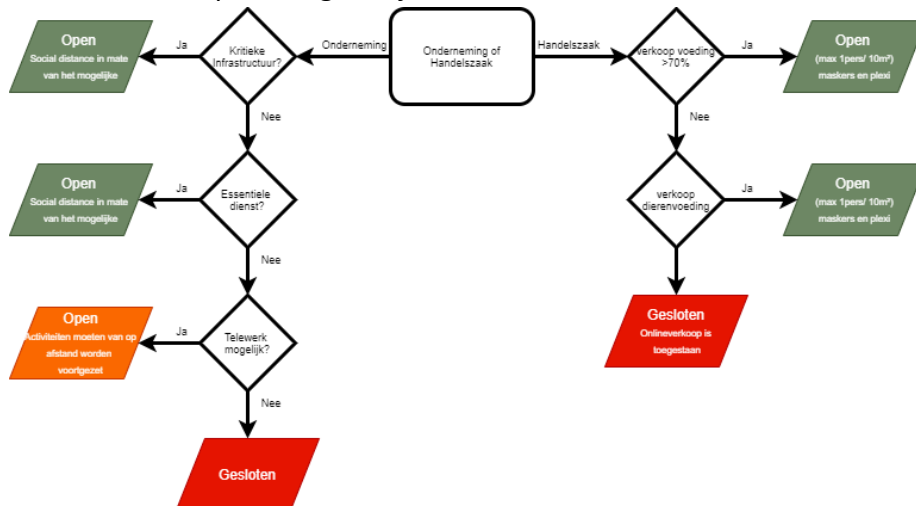 Open
Social distance in mate
van het mogelijke
Ja
Kritieke
Infrastructuur?
Onderneming
Onderneming of
Handelszaak
Handelszaak
verkoop voeding
>70%
Ja
Open
(max 1pers/ 10m²)
maskers en plexi
Nee
Nee
Open
Social distance in mate
van het mogelijke
Ja
Essentiele
dienst?
verkoop
dierenvoeding
Ja
Open
(max 1pers/ 10m²)
maskers en plexi
Nee
Open
Activiteiten moeten van op
afstand worden
voortgezet
Ja
Telewerk
mogelijk?
Gesloten
Onlineverkoop is
toegestaan
Nee
Gesloten